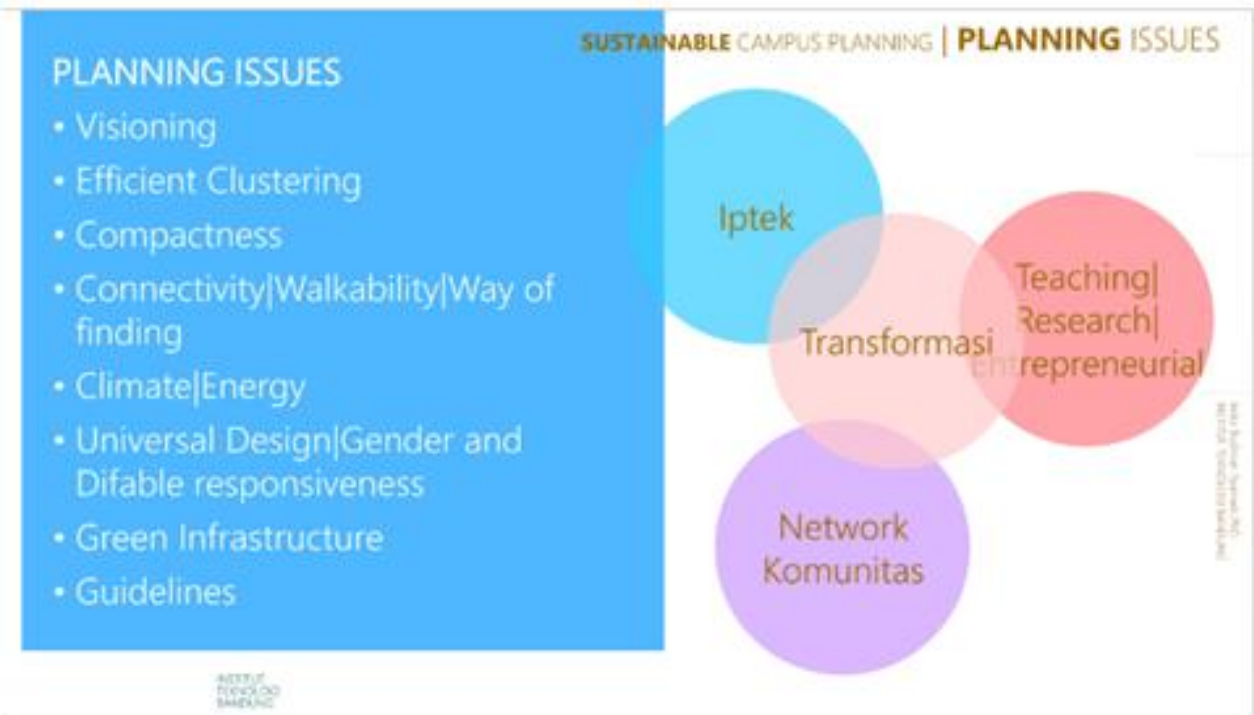 SUSTAINABLE CAMPUS PLANNING | PLANNING ISSUES
PLANNING ISSUES
• Visioning
• Efficient Clustering
• Compactness
• Connectivity|Walkability|Way of
finding
• Climate|Energy
• Universal Design|Gender and
Difable responsiveness
• Green Infrastructure
• Guidelines
Iptek
Transformasi
Teaching|
Research|
Entrepreneurial
Network
Komunitas
INSTITUT
TEKNOLOGI
BANDUNG